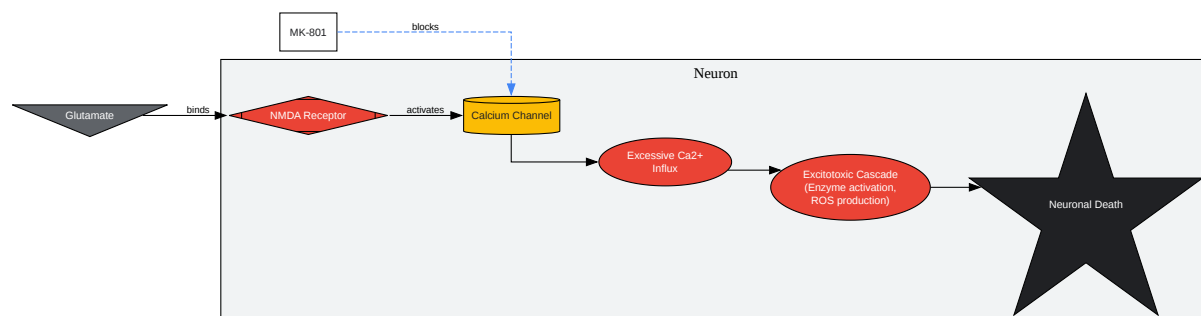 MK-801
blocks
Neuron
Glutamate
binds
NMDA Receptor
activates
Calcium Channel
Excessive Ca2+
Influx
Excitotoxic Cascade
(Enzyme activation,
ROS production)
Neuronal Death